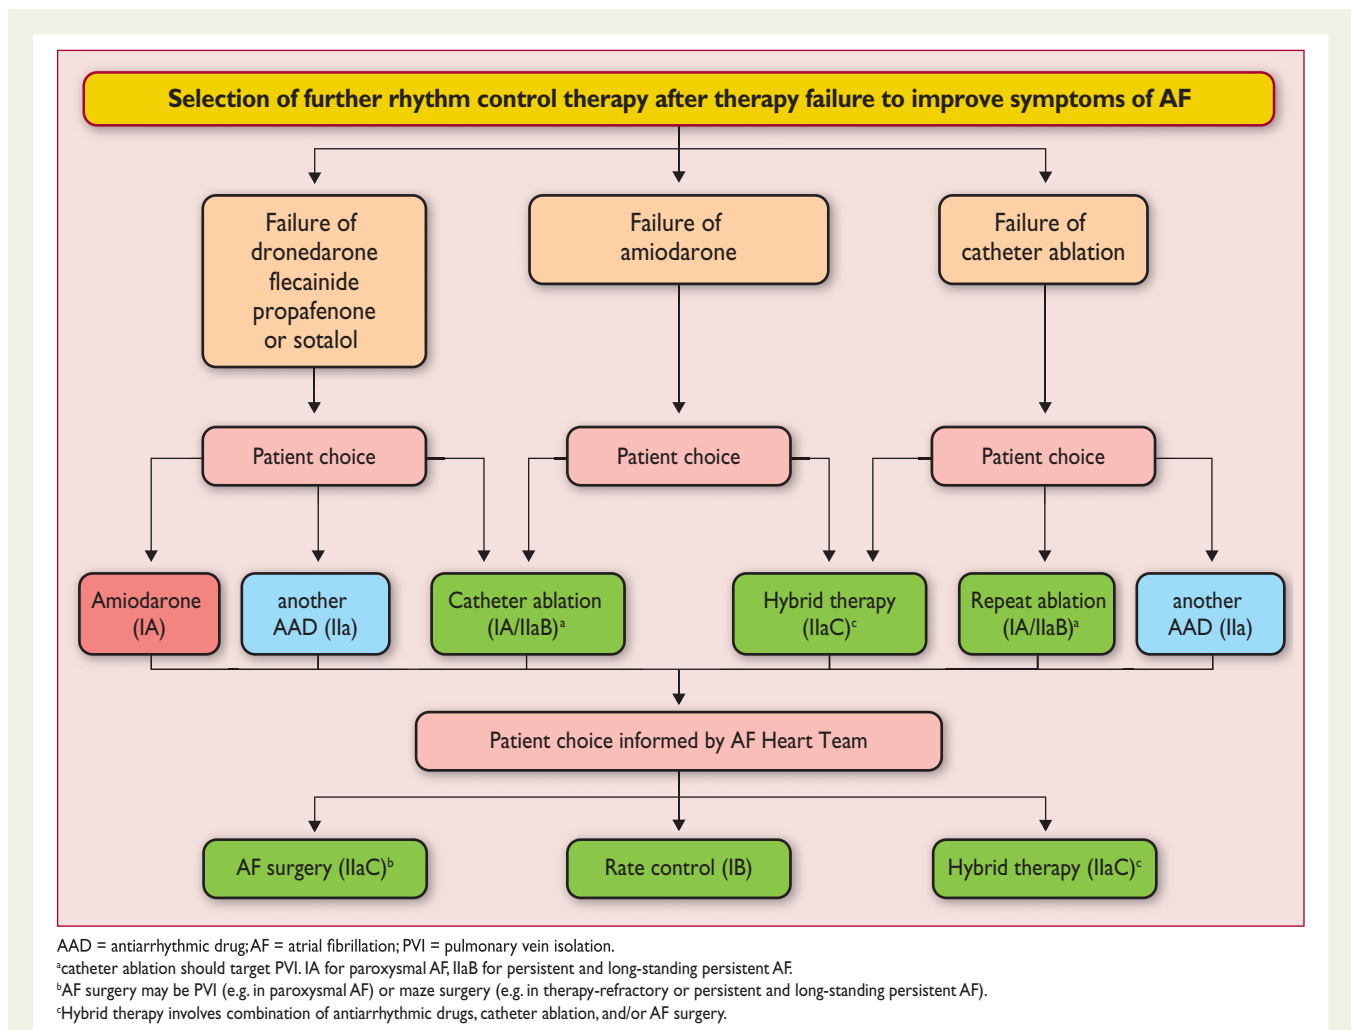 Selection of further rhythm control therapy after therapy failure to improve symptoms of AF
Failure of
dronedarone
flecainide
propafenone
or sotalol
Failure of
amiodarone
Failure of
catheter ablation
Patient choice
Patient choice
Patient choice
Amiodarone
(IA)
another
AAD (IIa)
Catheter ablation
(IA/IIaB)ᵃ
Hybrid therapy
(IIaC)ᶜ
Repeat ablation
(IA/IIaB)ᵃ
another
AAD (IIa)
Patient choice informed by AF Heart Team
AF surgery (IIaC)ᵇ
Rate control (IB)
Hybrid therapy (IIaC)ᶜ
AAD = antiarrhythmic drug; AF = atrial fibrillation; PVI = pulmonary vein isolation.
ᵃcatheter ablation should target PVI. IA for paroxysmal AF, IIaB for persistent and long-standing persistent AF.
ᵇAF surgery may be PVI (e.g. in paroxysmal AF) or maze surgery (e.g. in therapy-refractory or persistent and long-standing persistent AF).
ᶜHybrid therapy involves combination of antiarrhythmic drugs, catheter ablation, and/or AF surgery.